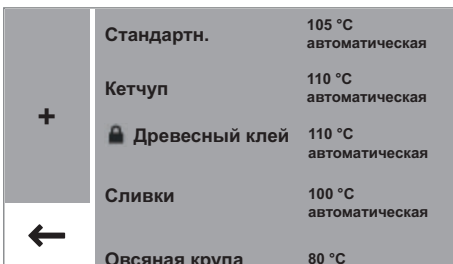 +
Стандартн. 105 °C
автоматическая
Кетчуп 110 °C
автоматическая
Древесный клей 110 °C
автоматическая
Сливки 100 °C
автоматическая
Овсяная крупа 80 °C